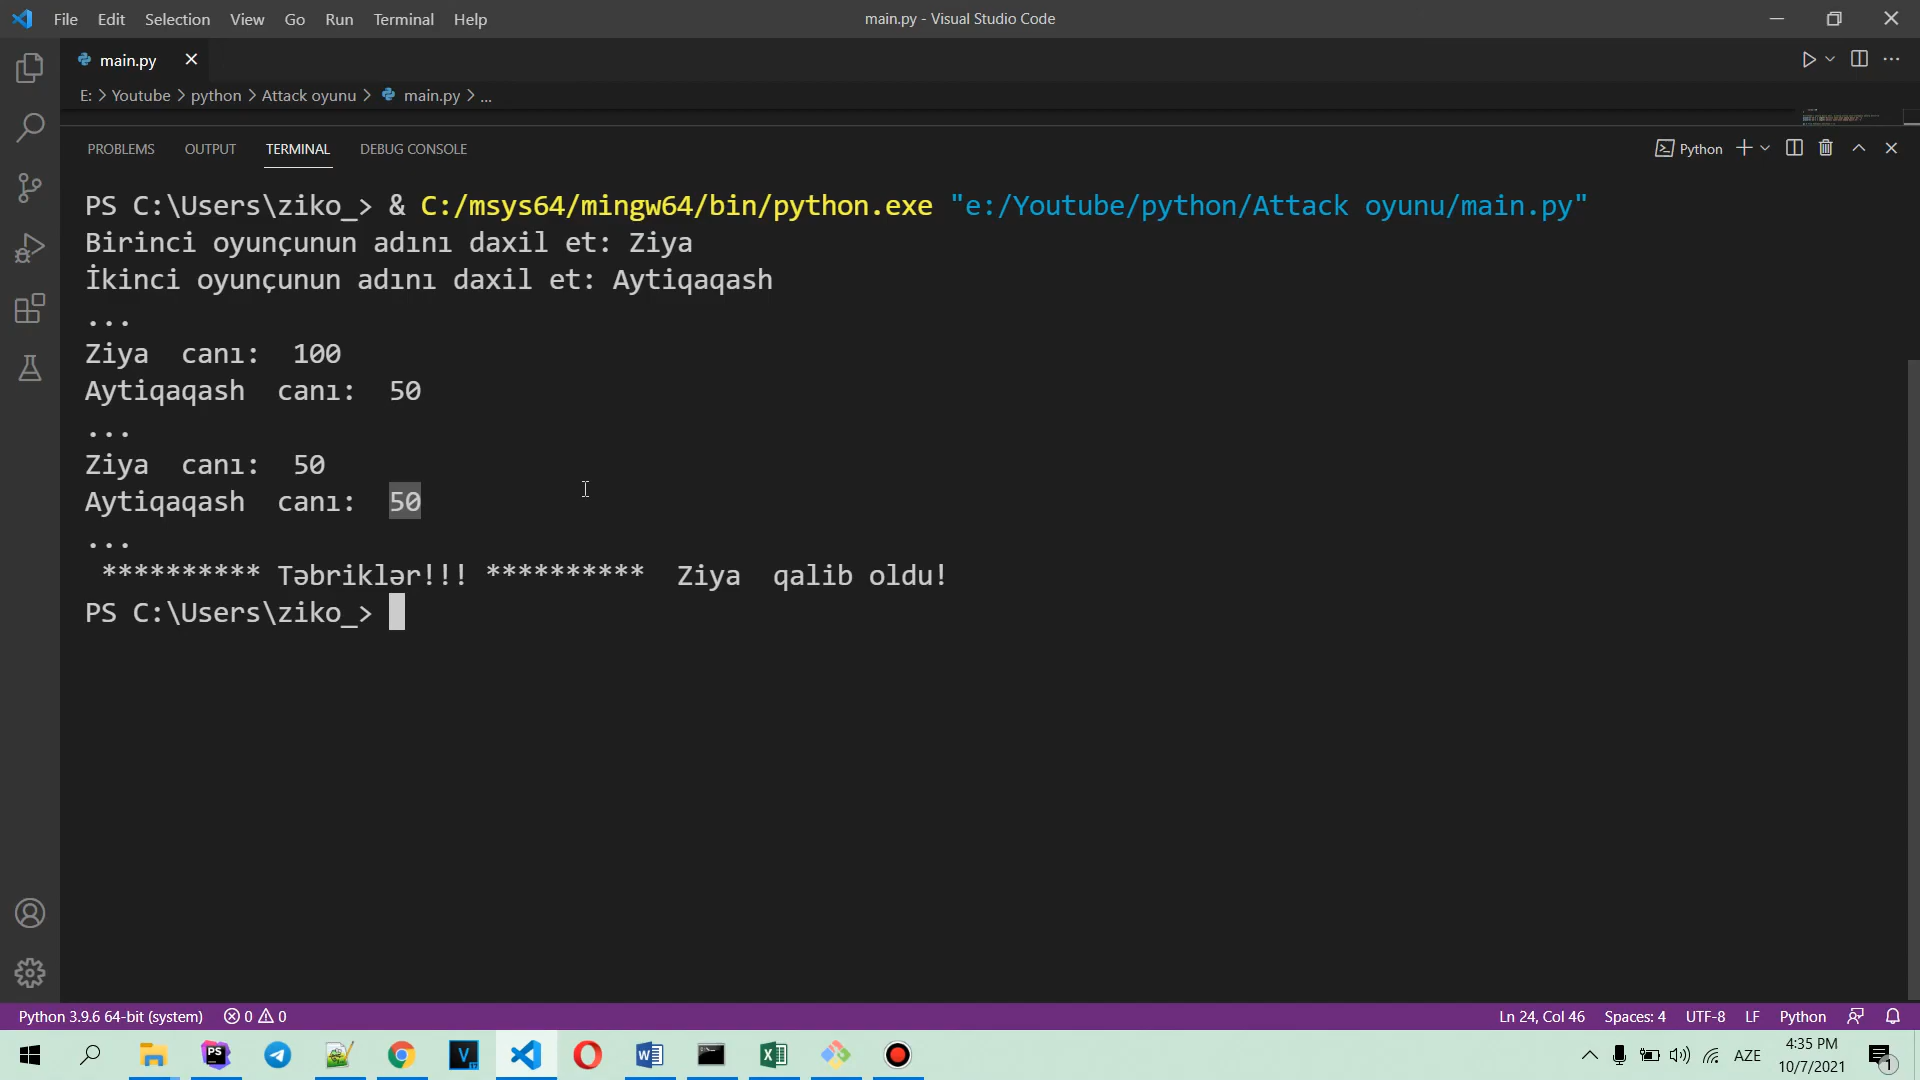 File Edit Selection View Go Run Terminal Help
main.py - Visual Studio Code
main.py
E: > Youtube > python > Attack oyunu > main.py > ...
PROBLEMS OUTPUT TERMINAL DEBUG CONSOLE
Python
PS C:\Users\ziko_> & C:/msys64/mingw64/bin/python.exe "e:/Youtube/python/Attack oyunu/main.py"
Birinci oyunçunun adını daxil et: Ziya
İkinci oyunçunun adını daxil et: Aytiqaqash
...
Ziya  canı:  100
Aytiqaqash  canı:  50
...
Ziya  canı:  50
Aytiqaqash  canı:  50
...
********** Təbriklər!!! **********  Ziya  qalib oldu!
PS C:\Users\ziko_>
Python 3.9.6 64-bit (system) 0 0
Ln 24, Col 46 Spaces: 4 UTF-8 LF Python
AZE
4:35 PM
10/7/2021
1